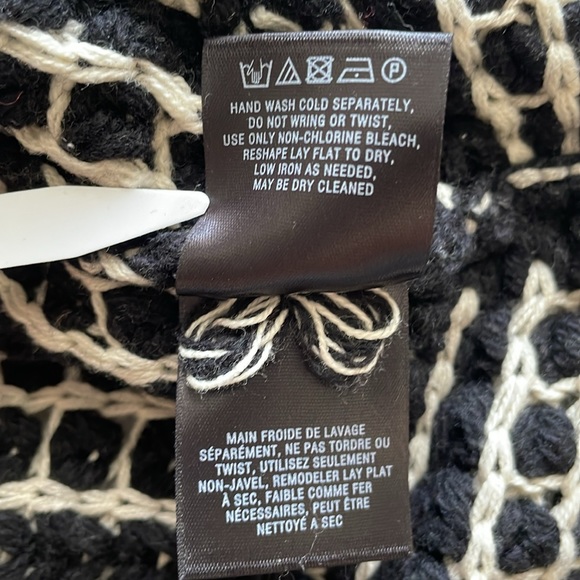 P
HAND WASH COLD SEPARATELY,
DO NOT WRING OR TWIST,
USE ONLY NON-CHLORINE BLEACH,
RESHAPE LAY FLAT TO DRY,
LOW IRON AS NEEDED,
MAY BE DRY CLEANED
MAIN FROIDE DE LAVAGE
SÉPARÉMENT, NE PAS TORDRE OU
TWIST, UTILISEZ SEULEMENT
NON-JAVEL, REMODELER LAY PLAT
À SEC, FAIBLE COMME FER
NÉCESSAIRES, PEUT ÊTRE
NETTOYÉ A SEC